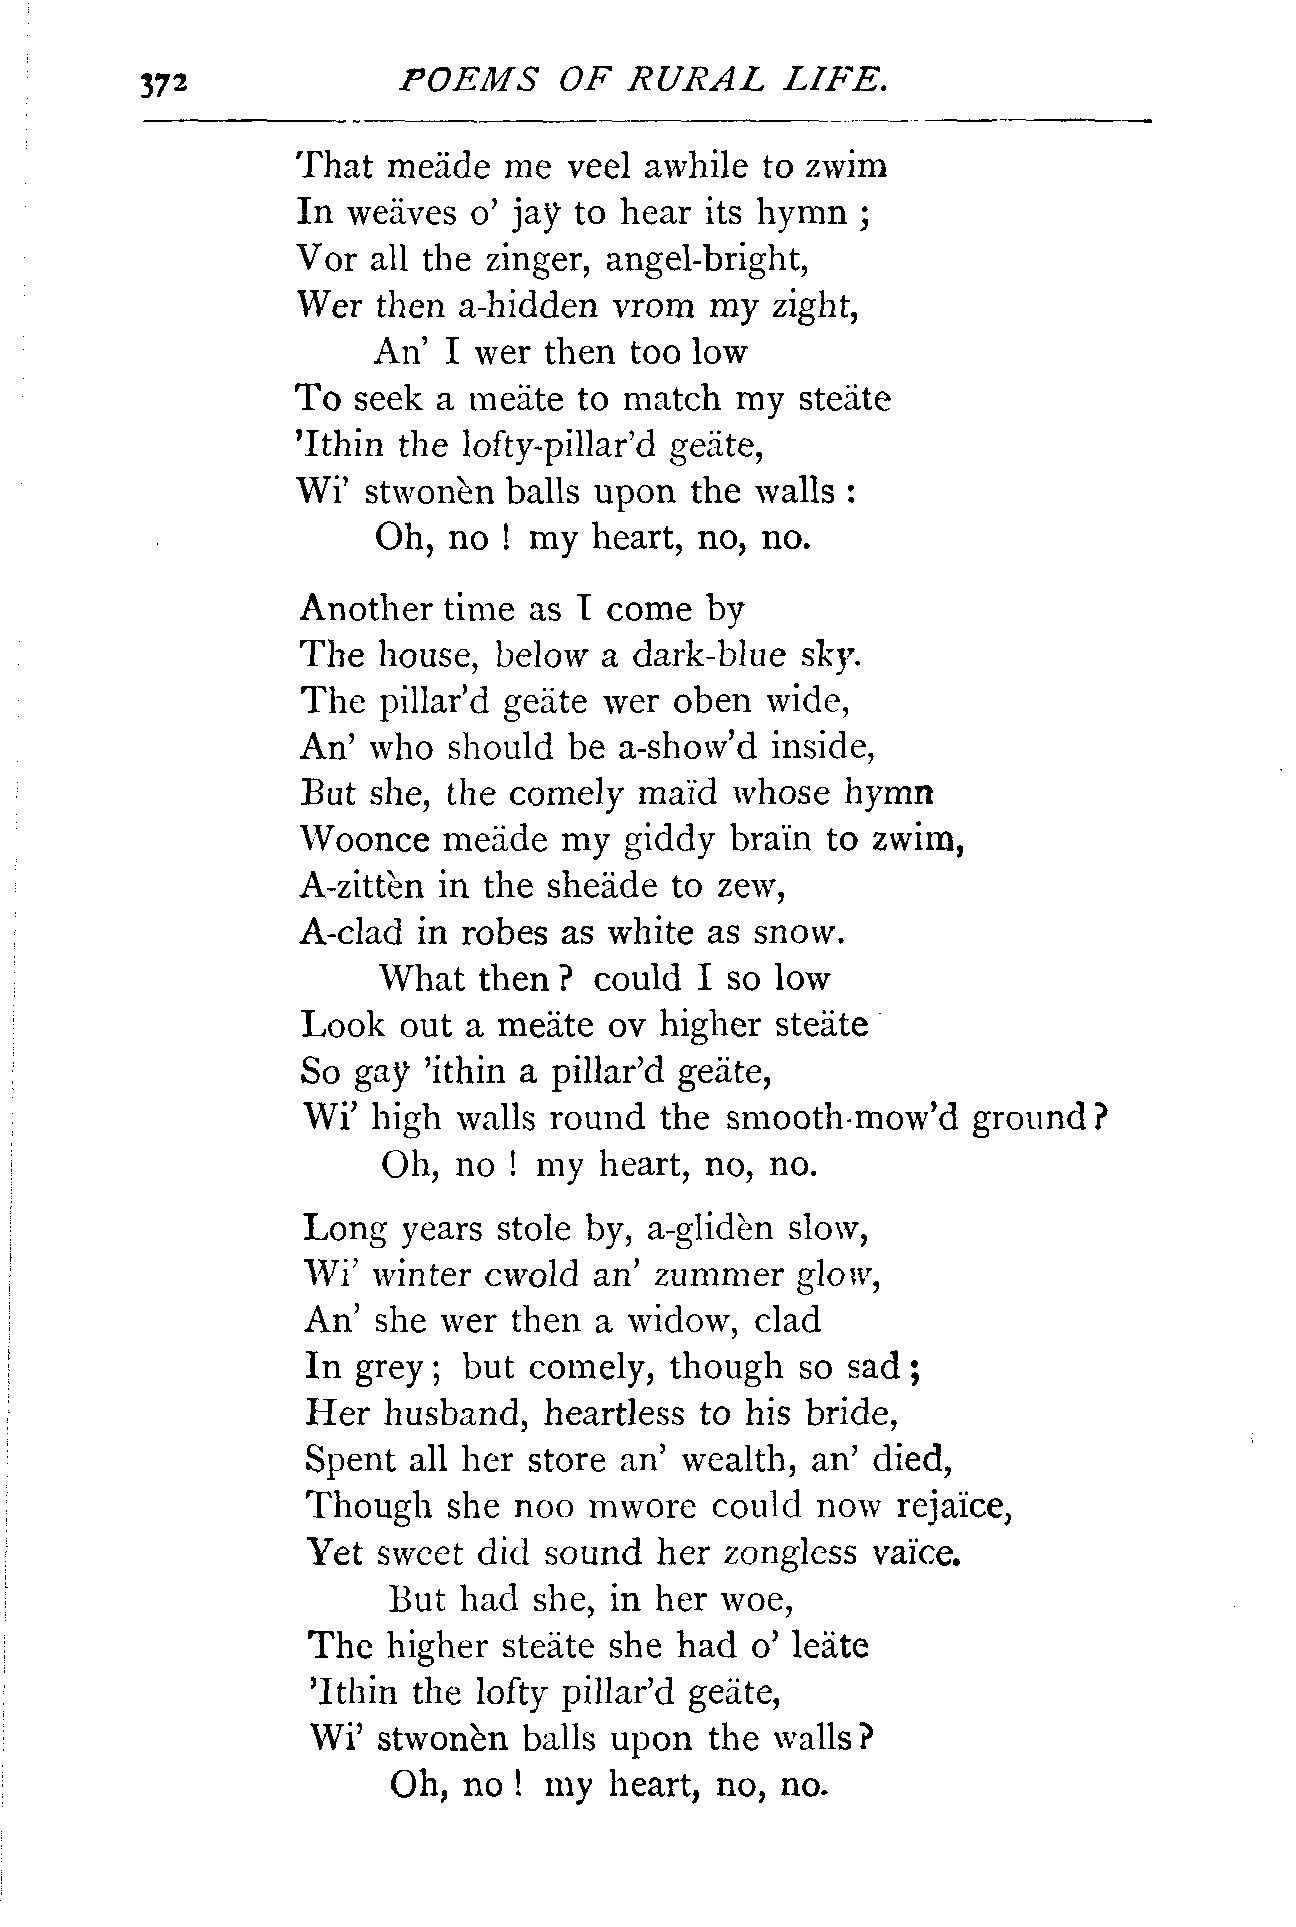 372 POEMS OF RURAL LIFE.
That meäde me veel awhile to zwim
In weäves o' jaÿ to hear its hymn ;
Vor all the zinger, angel-bright,
Wer then a-hidden vrom my zight,
An' I wer then too low
To seek a meäte to match my steäte
'Ithin the lofty-pillar'd geäte,
Wi' stwonèn balls upon the walls :
Oh, no ! my heart, no, no.
Another time as I come by
The house, below a dark-blue sky.
The pillar'd geäte wer oben wide,
An' who should be a-show'd inside,
But she, the comely maïd whose hymn
Woonce meäde my giddy braïn to zwim,
A-zittèn in the sheäde to zew,
A-clad in robes as white as snow.
What then ? could I so low
Look out a meäte ov higher steäte
So gaÿ 'ithin a pillar'd geäte,
Wi' high walls round the smooth-mow'd ground ?
Oh, no ! my heart, no, no.
Long years stole by, a-glidèn slow,
Wi' winter cwold an' zummer glow,
An' she wer then a widow, clad
In grey ; but comely, though so sad ;
Her husband, heartless to his bride,
Spent all her store an' wealth, an' died,
Though she noo mwore could now rejaïce,
Yet sweet did sound her zongless vaïce.
But had she, in her woe,
The higher steäte she had o' leäte
'Ithin the lofty pillar'd geäte,
Wi' stwonèn balls upon the walls ?
Oh, no ! my heart, no, no.